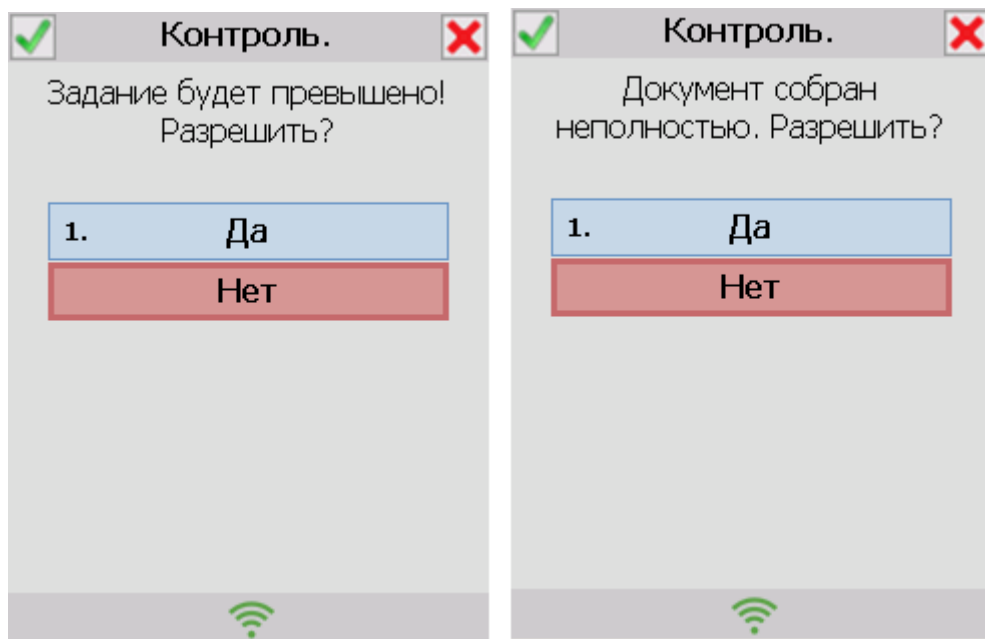 Контроль.
Задание будет превышено!
Разрешить?
1. Да
Нет
Контроль.
Документ собран
неполностью. Разрешить?
1. Да
Нет